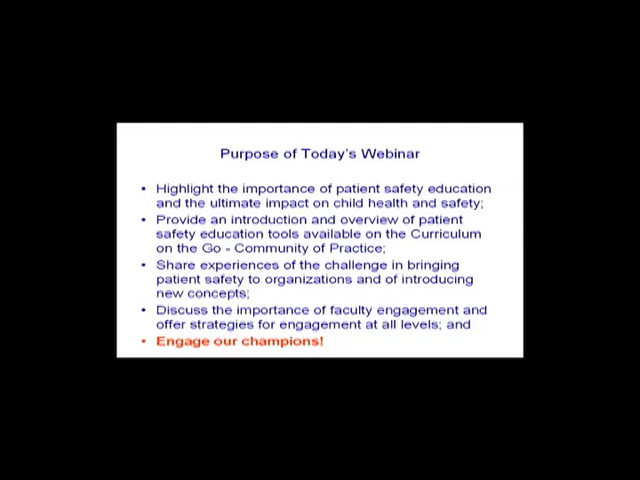 Purpose of Today's Webinar
• Highlight the importance of patient safety education
and the ultimate impact on child health and safety;
• Provide an introduction and overview of patient
safety education tools available on the Curriculum
on the Go - Community of Practice;
• Share experiences of the challenge in bringing
patient safety to organizations and of introducing
new concepts;
• Discuss the importance of faculty engagement and
offer strategies for engagement at all levels; and
• Engage our champions!